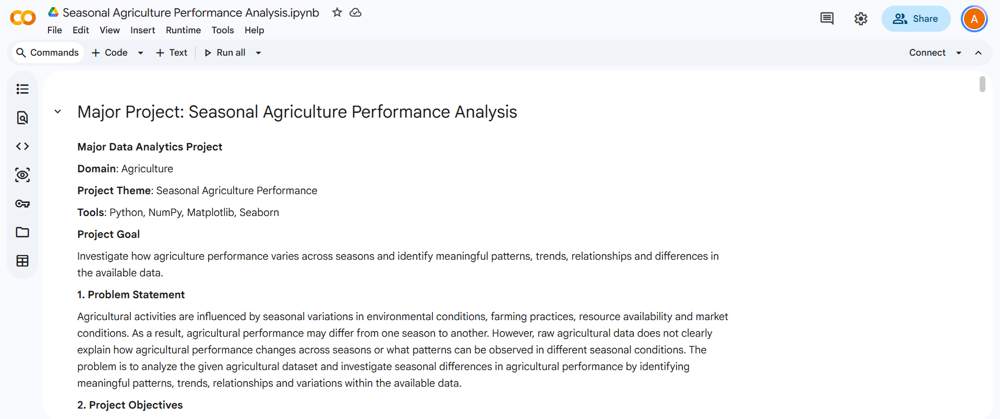 Seasonal Agriculture Performance Analysis.ipynb
File Edit View Insert Runtime Tools Help
Share
A
Commands + Code + Text Run all
Connect
Major Project: Seasonal Agriculture Performance Analysis
Major Data Analytics Project
Domain: Agriculture
Project Theme: Seasonal Agriculture Performance
Tools: Python, NumPy, Matplotlib, Seaborn
Project Goal
Investigate how agriculture performance varies across seasons and identify meaningful patterns, trends, relationships and differences in
the available data.
1. Problem Statement
Agricultural activities are influenced by seasonal variations in environmental conditions, farming practices, resource availability and market
conditions. As a result, agricultural performance may differ from one season to another. However, raw agricultural data does not clearly
explain how agricultural performance changes across seasons or what patterns can be observed in different seasonal conditions. The
problem is to analyze the given agricultural dataset and investigate seasonal differences in agricultural performance by identifying
meaningful patterns, trends, relationships and variations within the available data.
2. Project Objectives